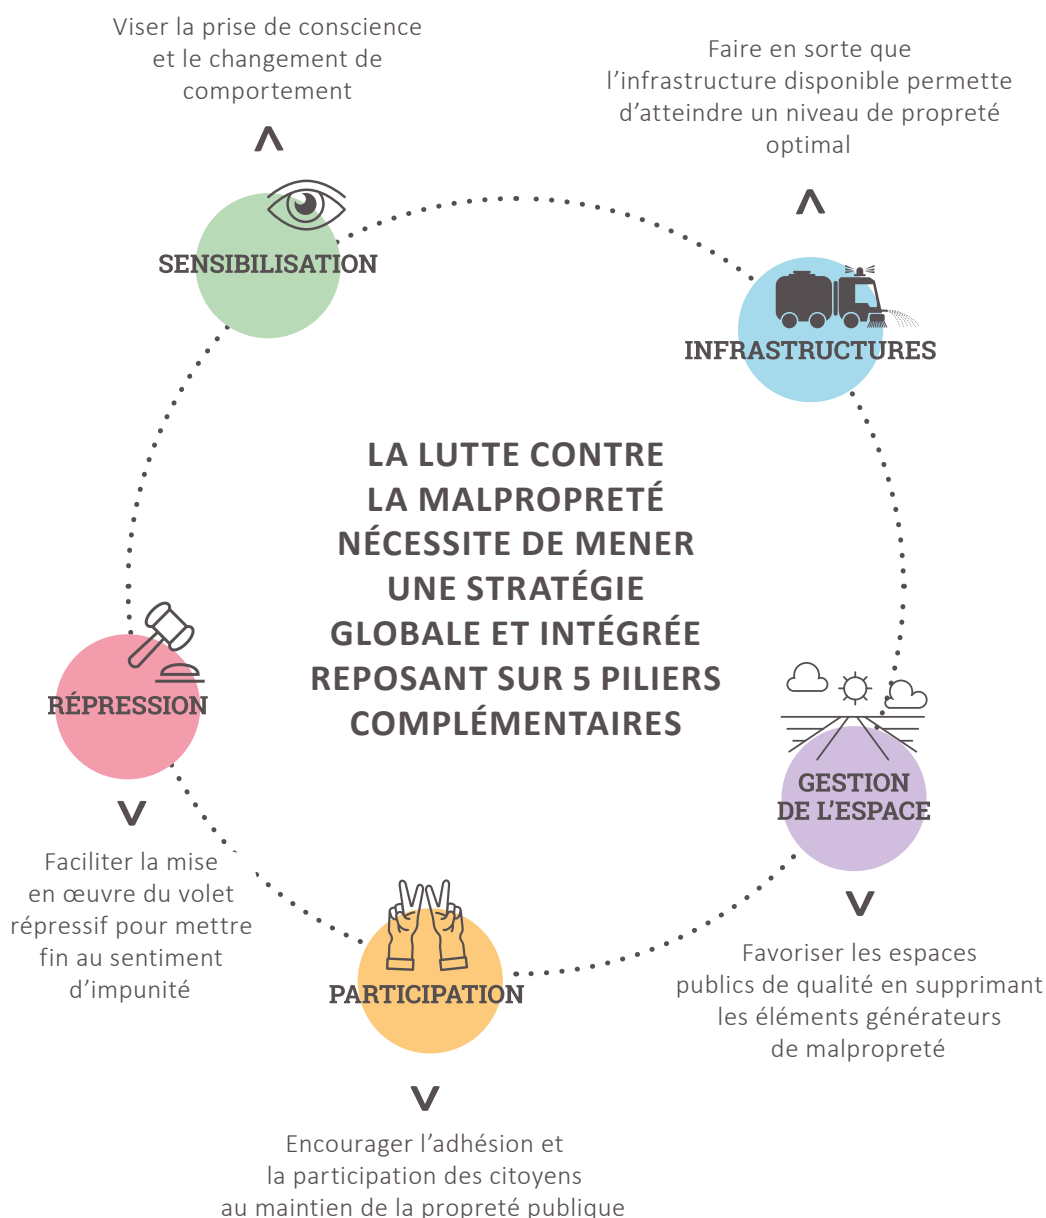 Viser la prise de conscience
et le changement de
comportement
Faire en sorte que
l’infrastructure disponible permette
d’atteindre un niveau de propreté
optimal
SENSIBILISATION
INFRASTRUCTURES
LA LUTTE CONTRE
LA MALPROPRETÉ
NÉCESSITE DE MENER
UNE STRATÉGIE
GLOBALE ET INTÉGRÉE
REPOSANT SUR 5 PILIERS
COMPLÉMENTAIRES
RÉPRESSION
GESTION
DE L’ESPACE
Faciliter la mise
en œuvre du volet
répressif pour mettre
fin au sentiment
d’impunité
PARTICIPATION
Favoriser les espaces
publics de qualité en supprimant
les éléments générateurs
de malpropreté
Encourager l’adhésion et
la participation des citoyens
au maintien de la propreté publique